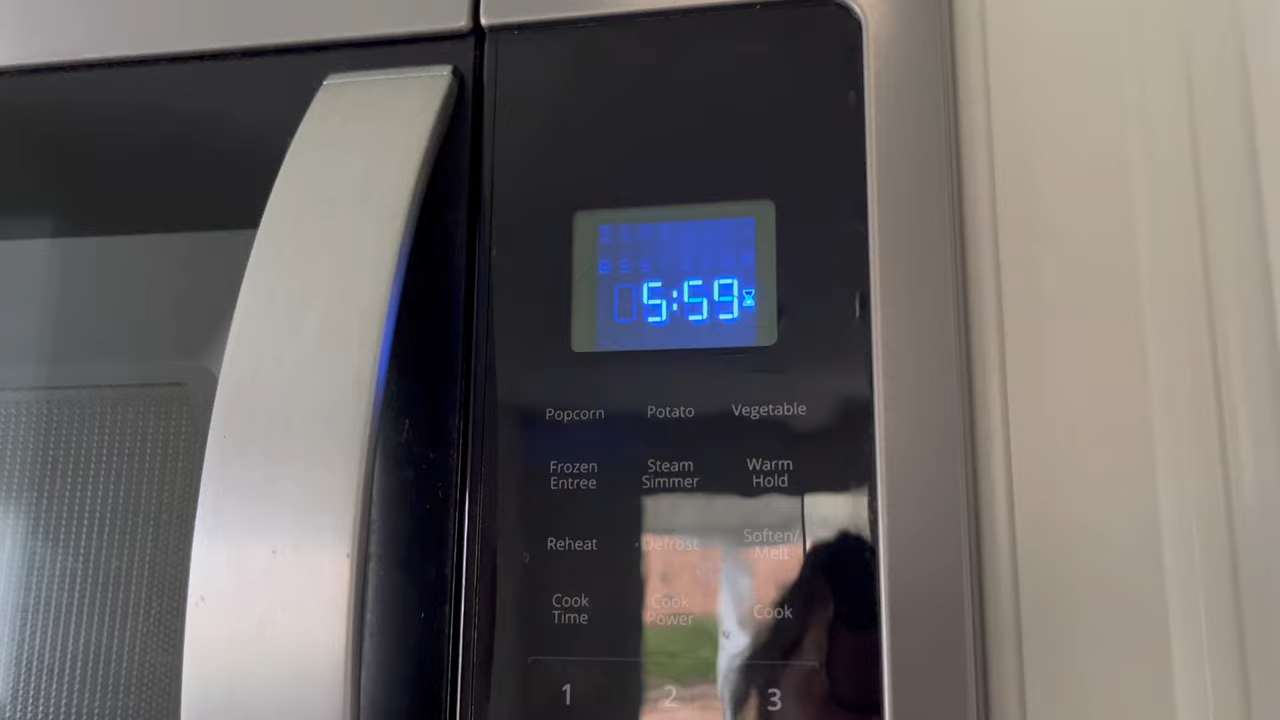 5:59
Popcorn Potato Vegetable
Frozen Entree Steam Simmer Warm Hold
Reheat Defrost Soften/ Melt
Cook Time Cook Power Cook
1 2 3